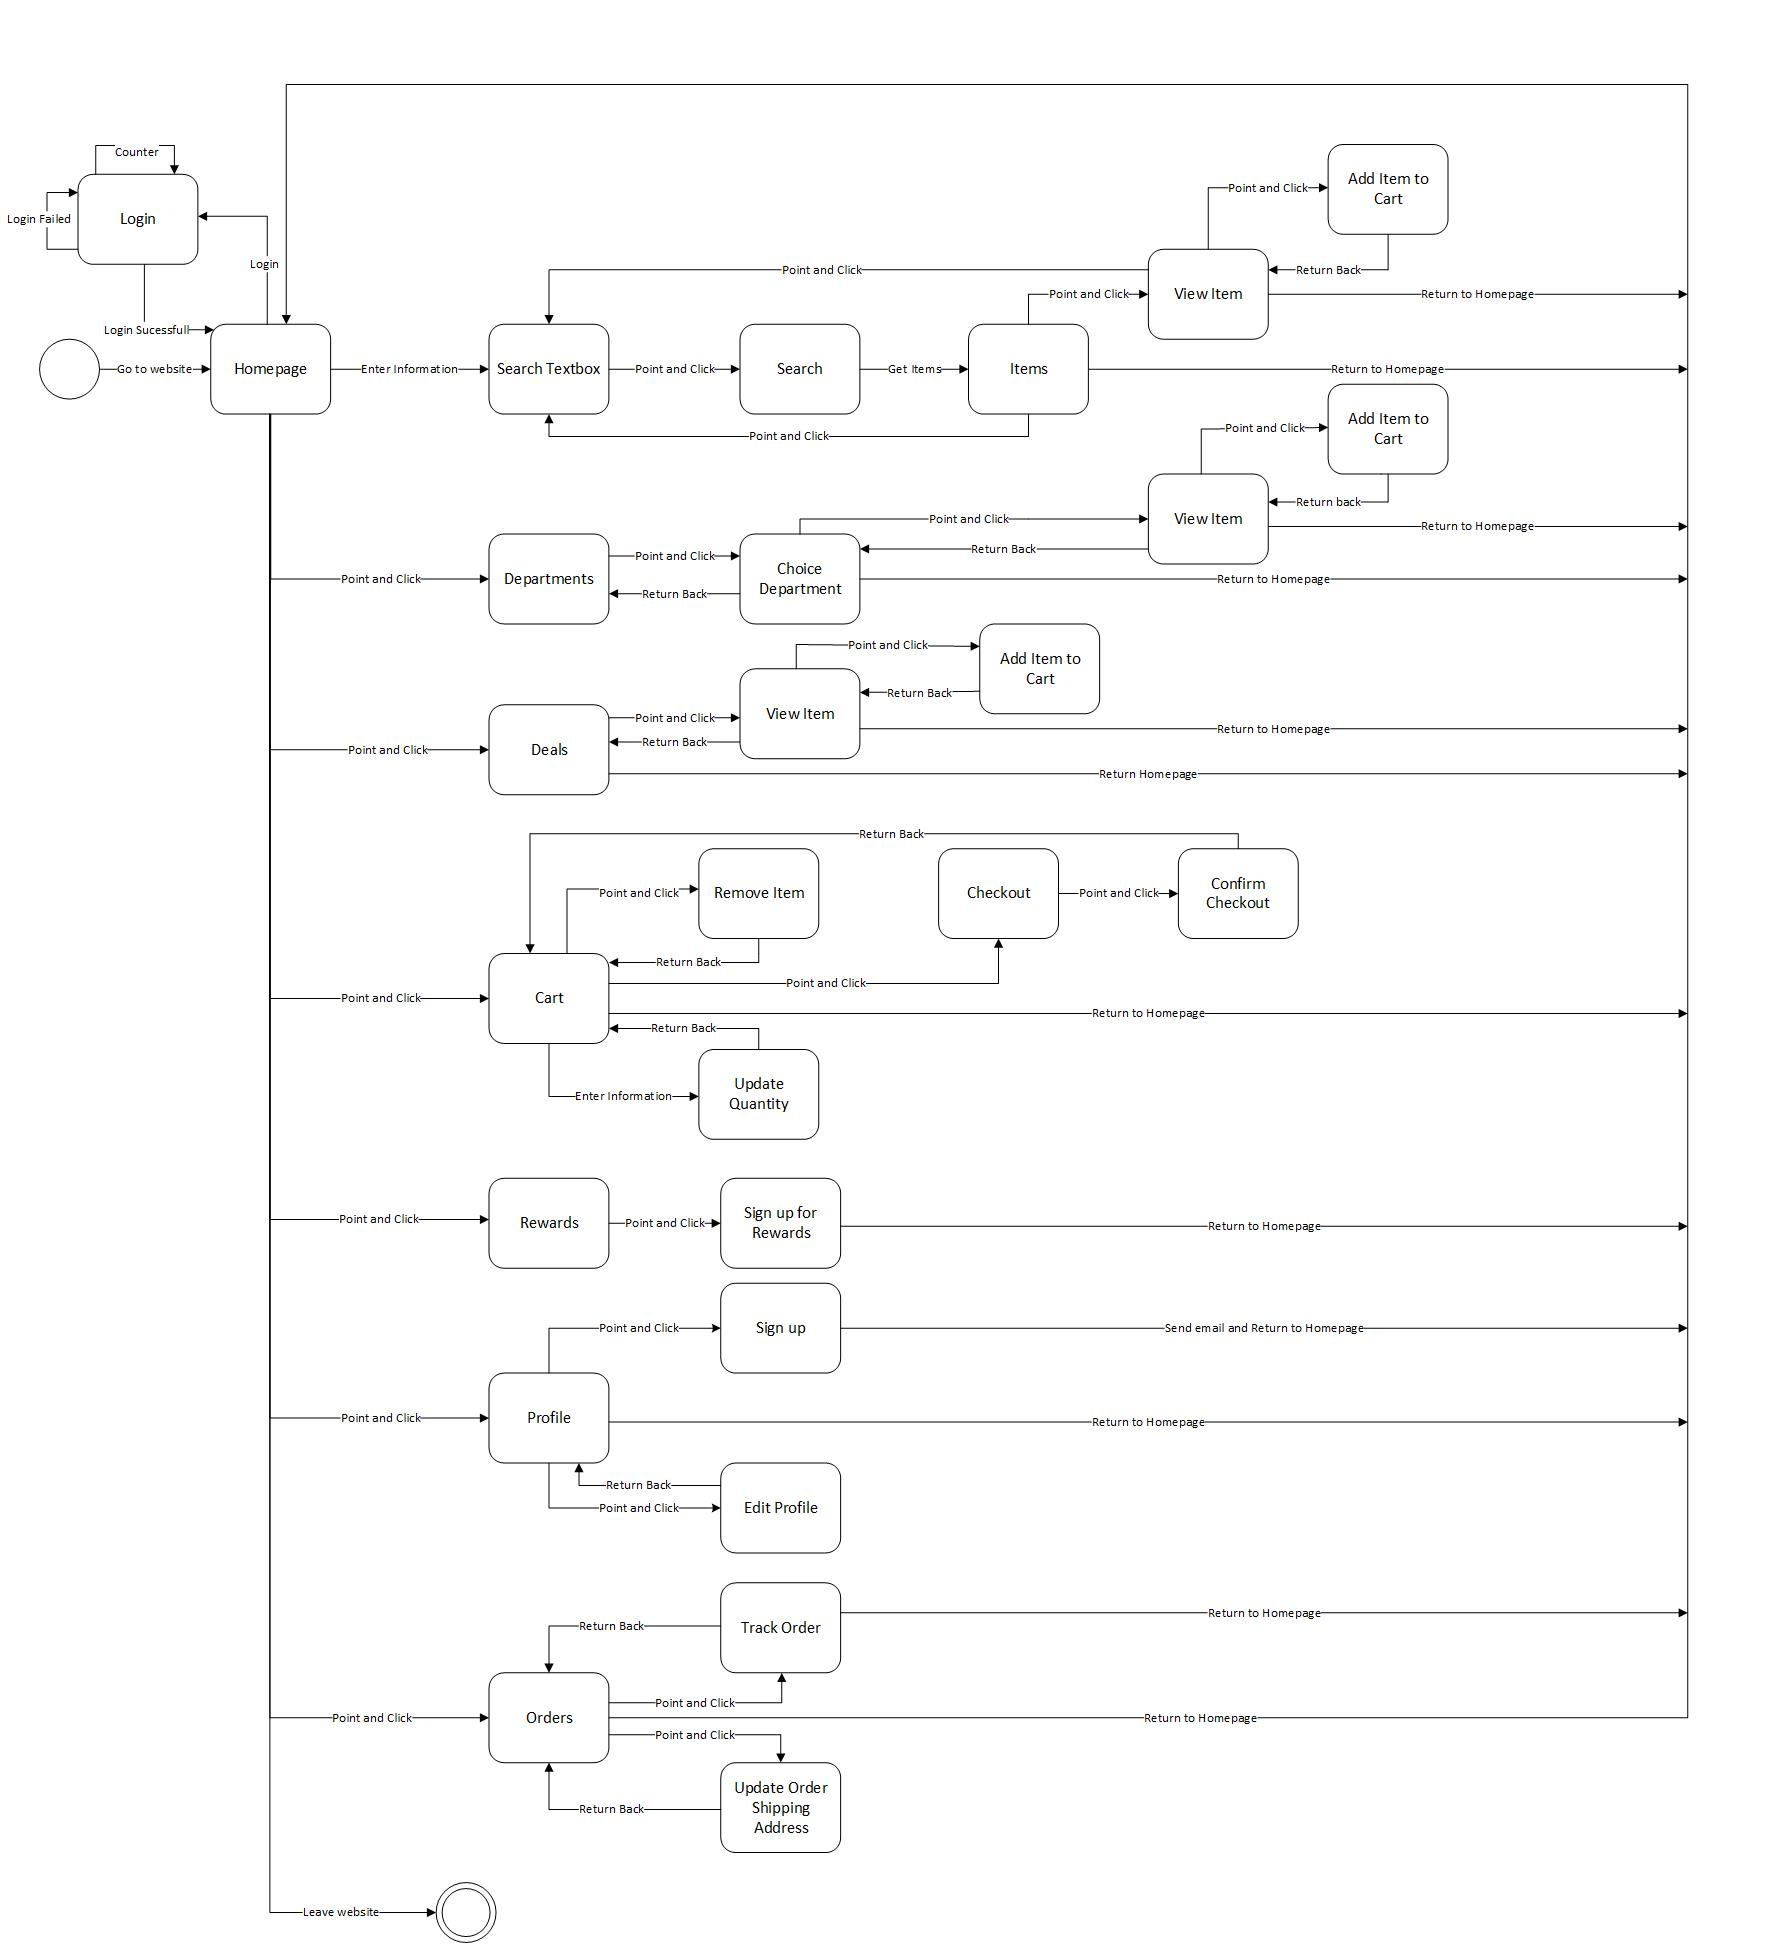 Counter
Login Failed
Login
Login
Login Sucessfull
Go to website
Homepage
Enter Information
Search Textbox
Point and Click
Search
Get Items
Items
Point and Click
Point and Click
Point and Click
View Item
Point and Click
Add Item to
Cart
Return Back
Return to Homepage
Return to Homepage
Point and Click
Departments
Point and Click
Return Back
Choice
Department
Point and Click
Return Back
View Item
Point and Click
Add Item to
Cart
Return back
Return to Homepage
Return to Homepage
Point and Click
Deals
Point and Click
Return Back
View Item
Point and Click
Return Back
Add Item to
Cart
Return to Homepage
Return Homepage
Return Back
Point and Click
Cart
Point and Click
Remove Item
Return Back
Point and Click
Checkout
Point and Click
Confirm
Checkout
Return to Homepage
Return Back
Enter Information
Update
Quantity
Point and Click
Rewards
Point and Click
Sign up for
Rewards
Return to Homepage
Point and Click
Profile
Point and Click
Sign up
Send email and Return to Homepage
Return to Homepage
Return Back
Point and Click
Edit Profile
Point and Click
Orders
Return Back
Track Order
Return to Homepage
Point and Click
Return to Homepage
Point and Click
Return Back
Update Order
Shipping
Address
Leave website